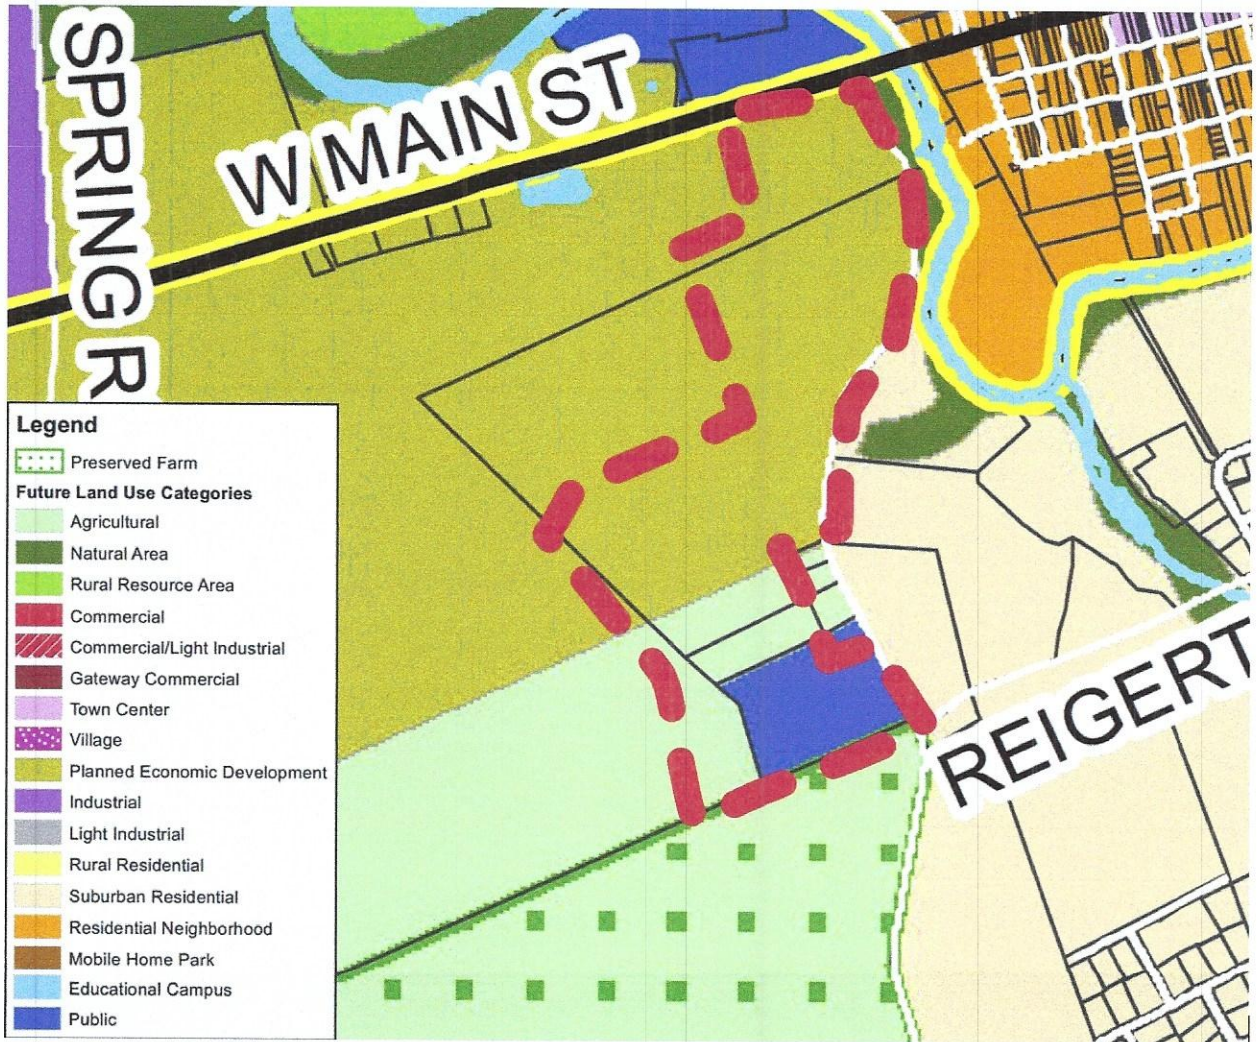 SPRING R
W MAIN ST
REIGERT
Legend
Preserved Farm
Future Land Use Categories
Agricultural
Natural Area
Rural Resource Area
Commercial
Commercial/Light Industrial
Gateway Commercial
Town Center
Village
Planned Economic Development
Industrial
Light Industrial
Rural Residential
Suburban Residential
Residential Neighborhood
Mobile Home Park
Educational Campus
Public